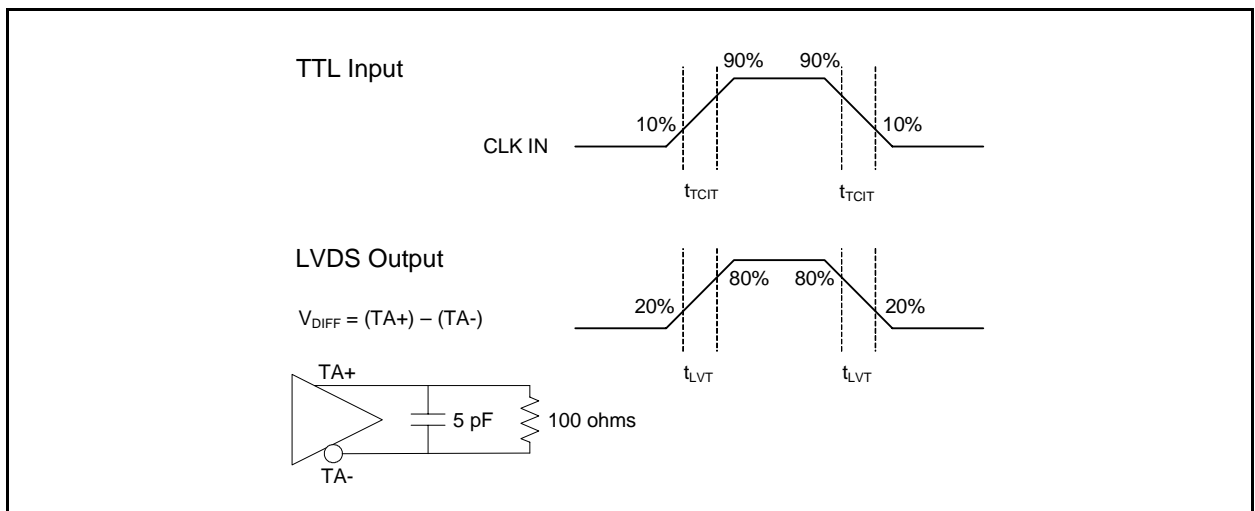 TTL Input
90% 90%
10% 10%
CLK IN
tTCIT tTCIT
LVDS Output
80% 80%
20% 20%
VDIFF = (TA+) – (TA-)
tLVT tLVT
TA+
5 pF 100 ohms
TA-